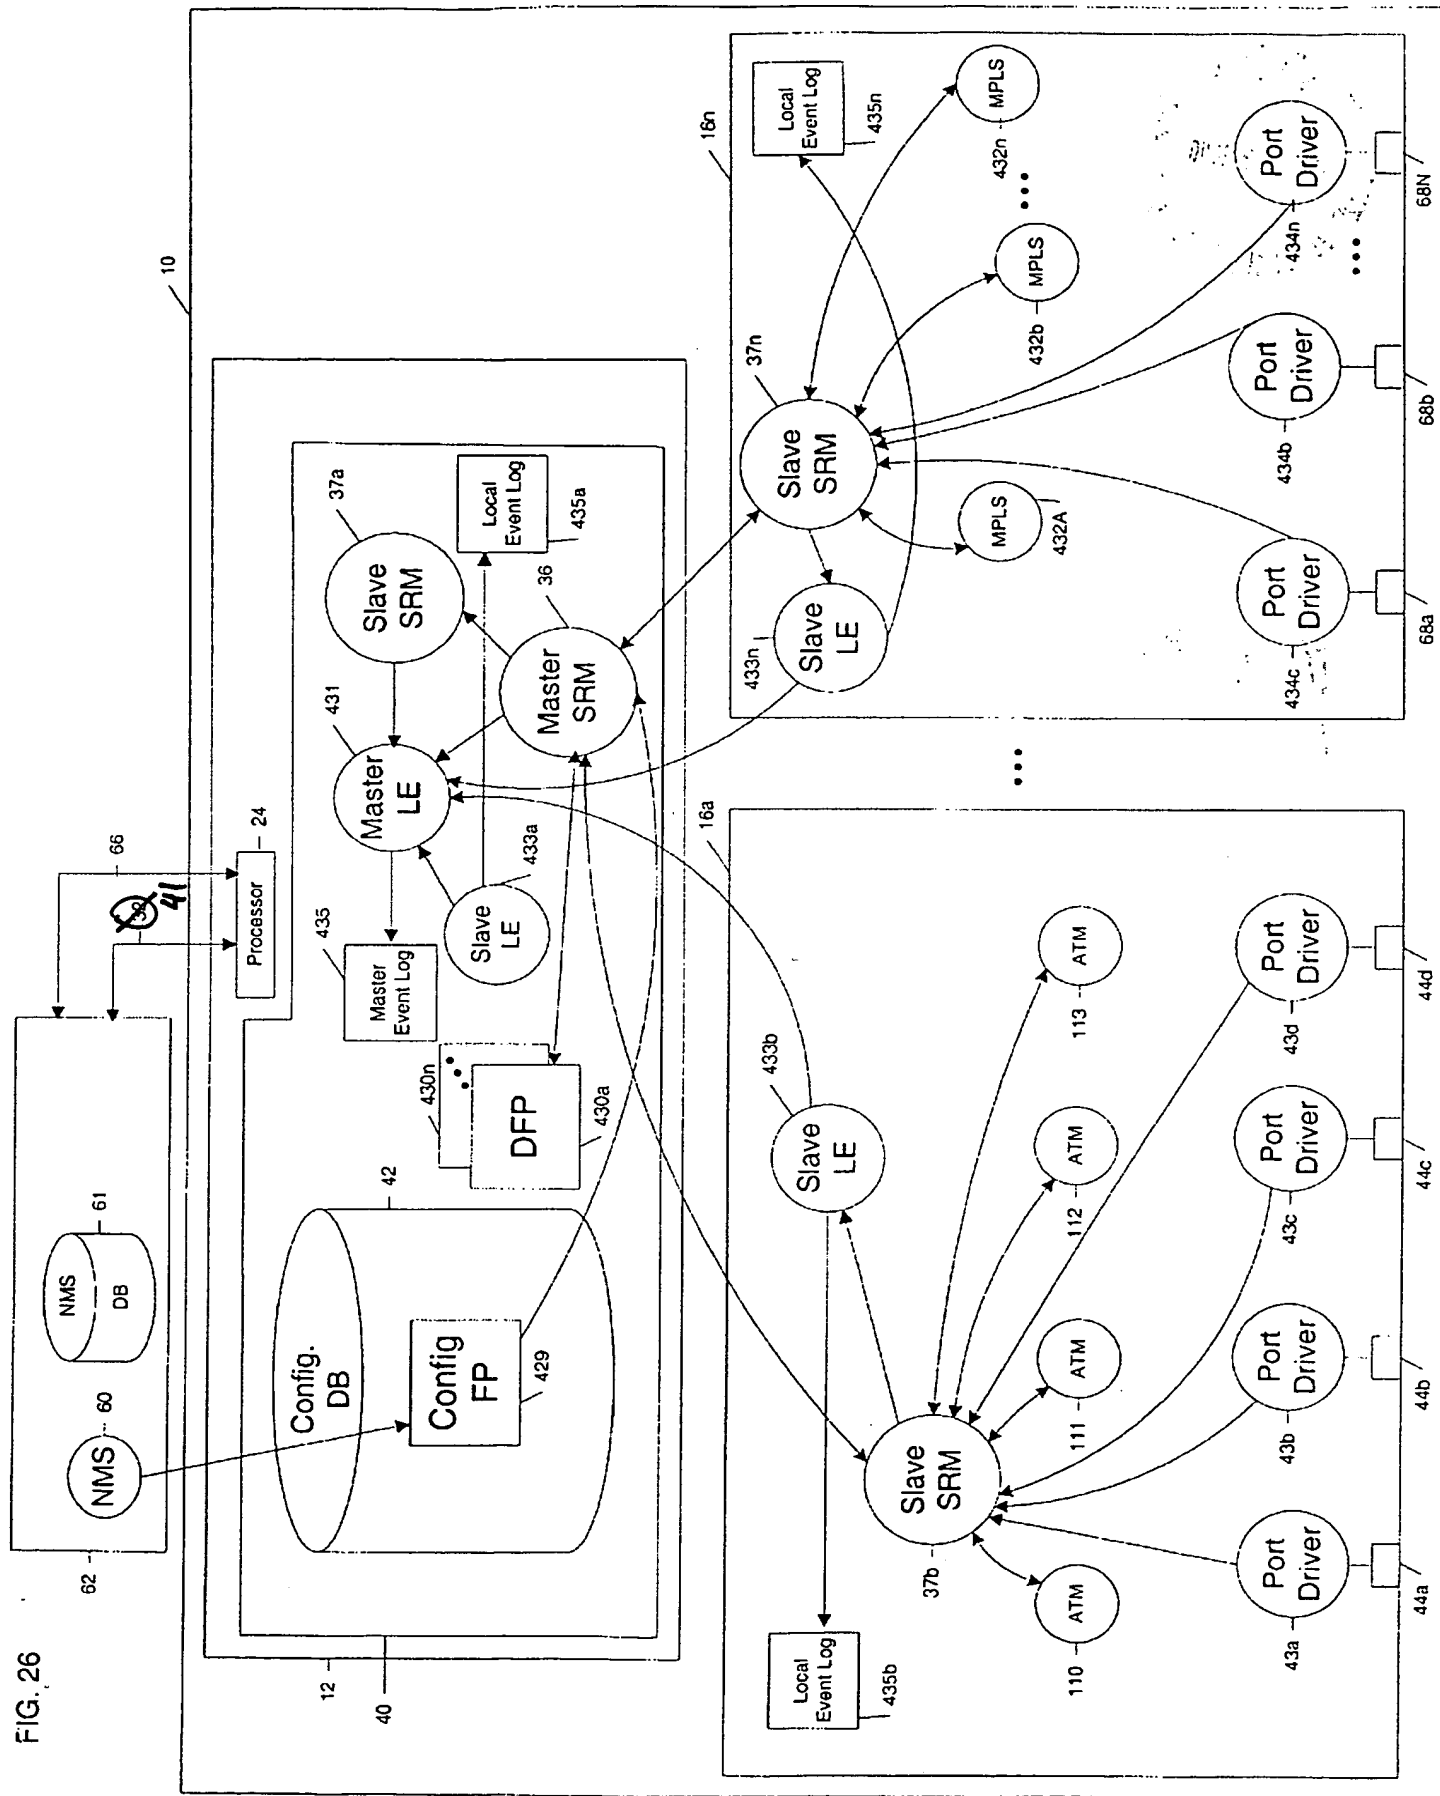 FIG. 26
62
NMS
60
NMS
DB
61
41
66
10
12
40
Processor
24
Config.
DB
42
Config
FP
429
DFP
430a
430n
Master
Event Log
435
Slave
LE
433a
Master
LE
431
Slave
SRM
37a
Master
SRM
36
Local
Event Log
435a
16a
Local
Event Log
435b
Slave
LE
433b
Slave
SRM
37b
ATM
110
ATM
111
ATM
112
ATM
113
Port
Driver
43a
Port
Driver
43b
Port
Driver
43c
Port
Driver
43d
44a
44b
44c
44d
16n
Slave
LE
433n
Slave
SRM
37n
Local
Event Log
435n
MPLS
432A
MPLS
432b
MPLS
432n
Port
Driver
434c
Port
Driver
434b
Port
Driver
434n
68a
68b
68N